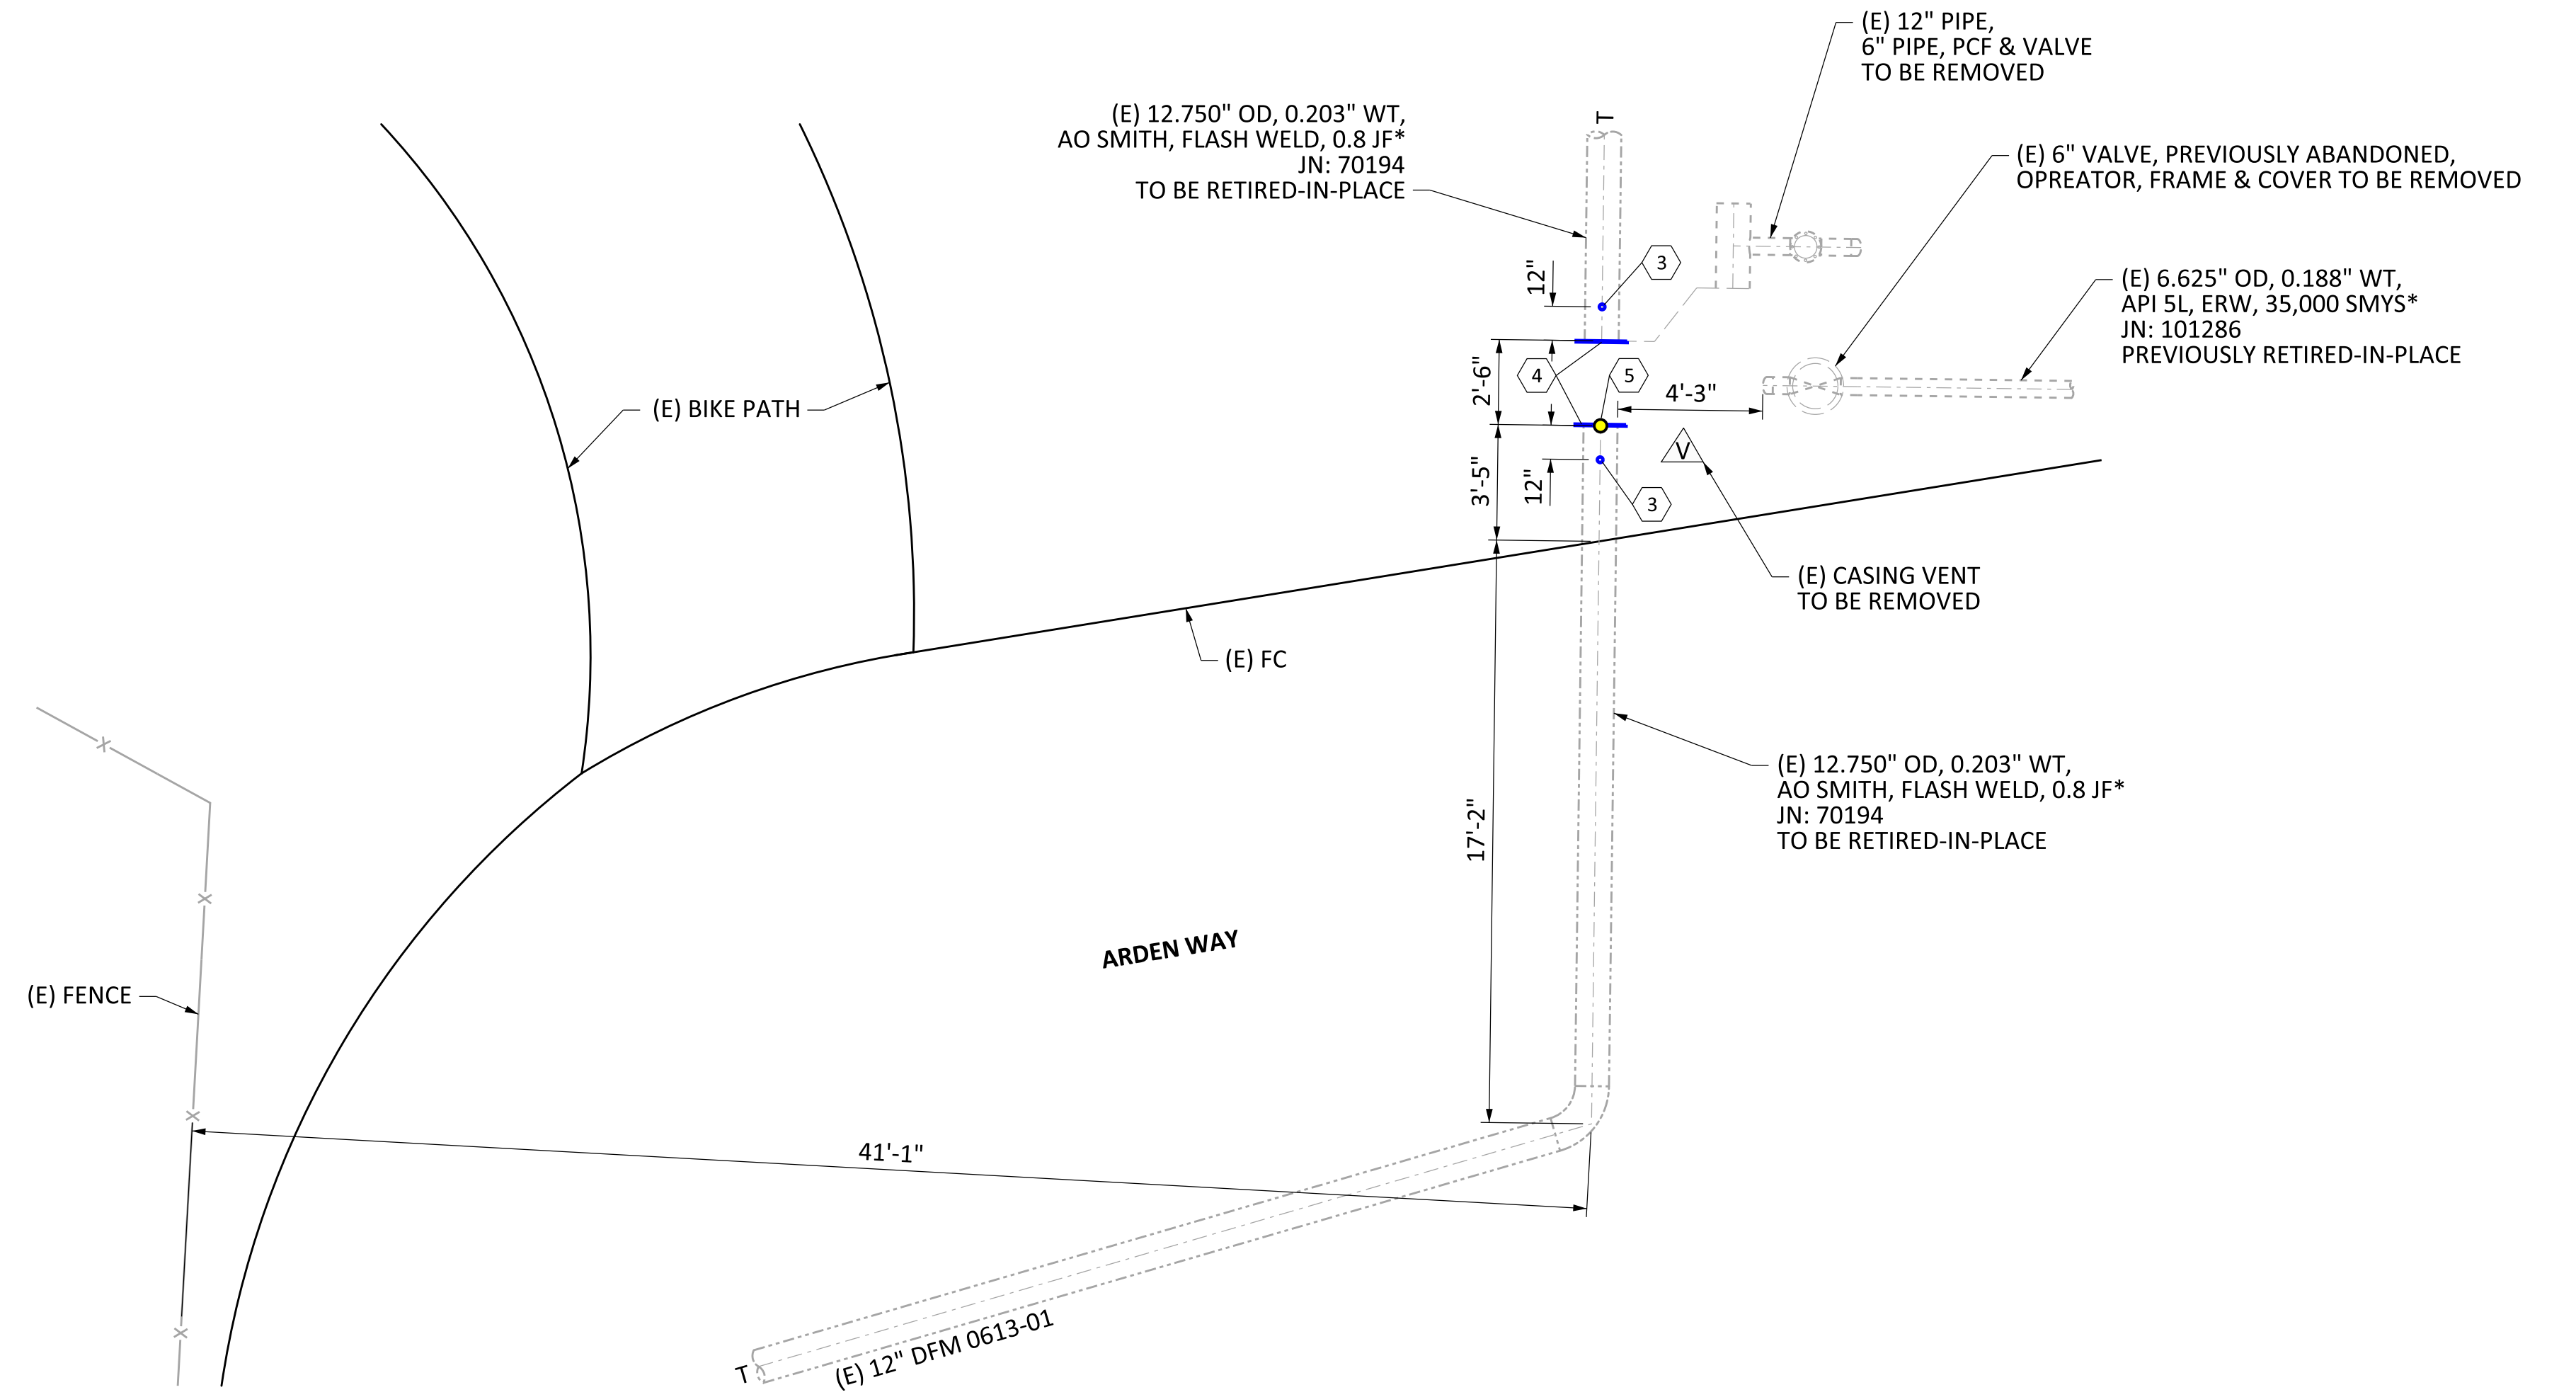 (E) 12" PIPE,
6" PIPE, PCF & VALVE
TO BE REMOVED
(E) 12.750" OD, 0.203" WT,
AO SMITH, FLASH WELD, 0.8 JF*
JN: 70194
TO BE RETIRED-IN-PLACE
T
(E) 6" VALVE, PREVIOUSLY ABANDONED,
OPREATOR, FRAME & COVER TO BE REMOVED
3
12"
(E) 6.625" OD, 0.188" WT,
API 5L, ERW, 35,000 SMYS*
JN: 101286
PREVIOUSLY RETIRED-IN-PLACE
2'-6"
4
5
4'-3"
(E) BIKE PATH
V
3'-5"
12"
3
(E) CASING VENT
TO BE REMOVED
(E) FC
(E) 12.750" OD, 0.203" WT,
AO SMITH, FLASH WELD, 0.8 JF*
JN: 70194
TO BE RETIRED-IN-PLACE
17'-2"
X
X
ARDEN WAY
(E) FENCE
X
41'-1"
X
(E) 12" DFM 0613-01
T